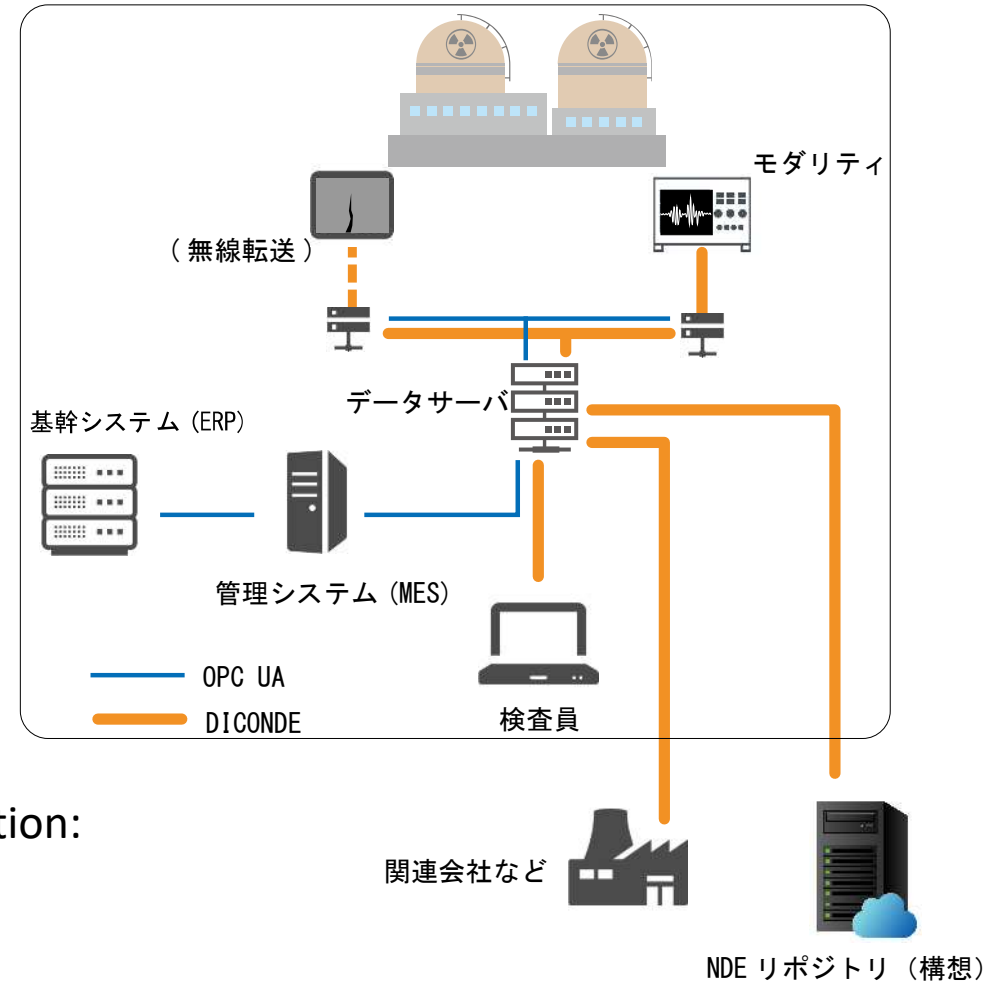 モダリティ
(無線転送)
データサーバ
基幹システム(ERP)
管理システム(MES)
OPC UA
DICONDE
検査員
tion:
関連会社など
NDE リポジトリ(構想)